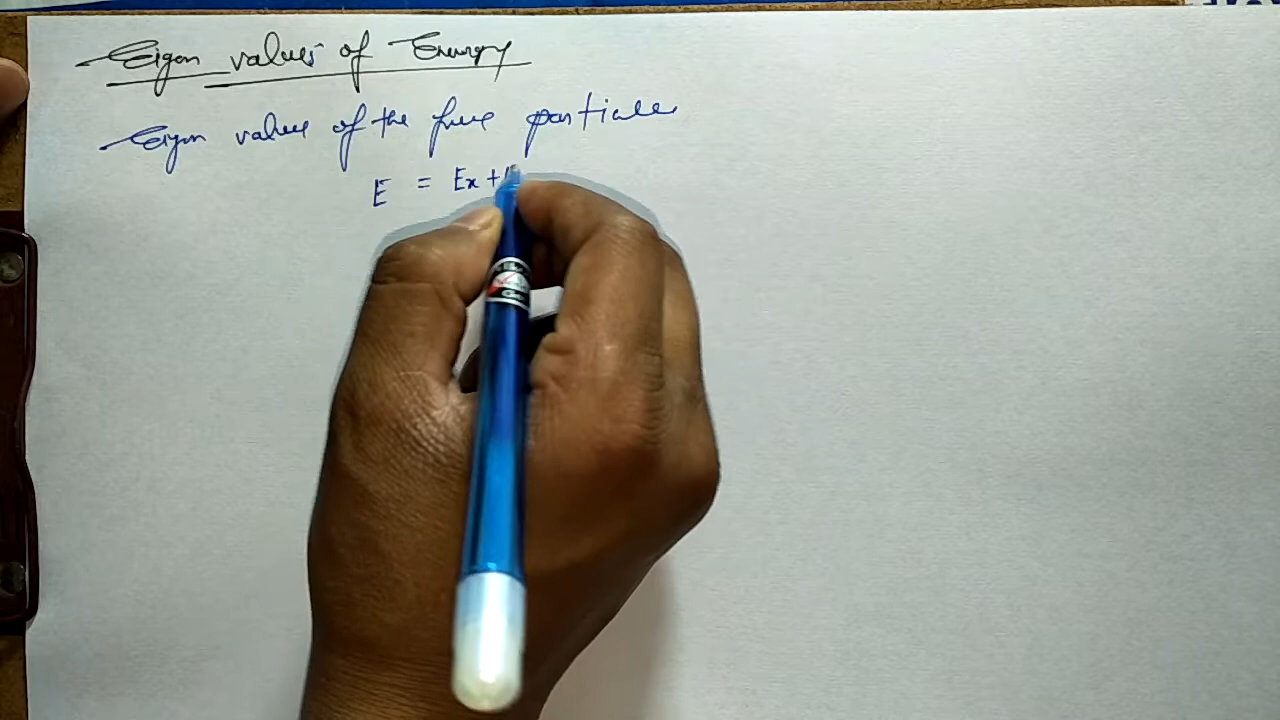 Eigen values of Energy
Eigen values of the free particle
E = Ex +